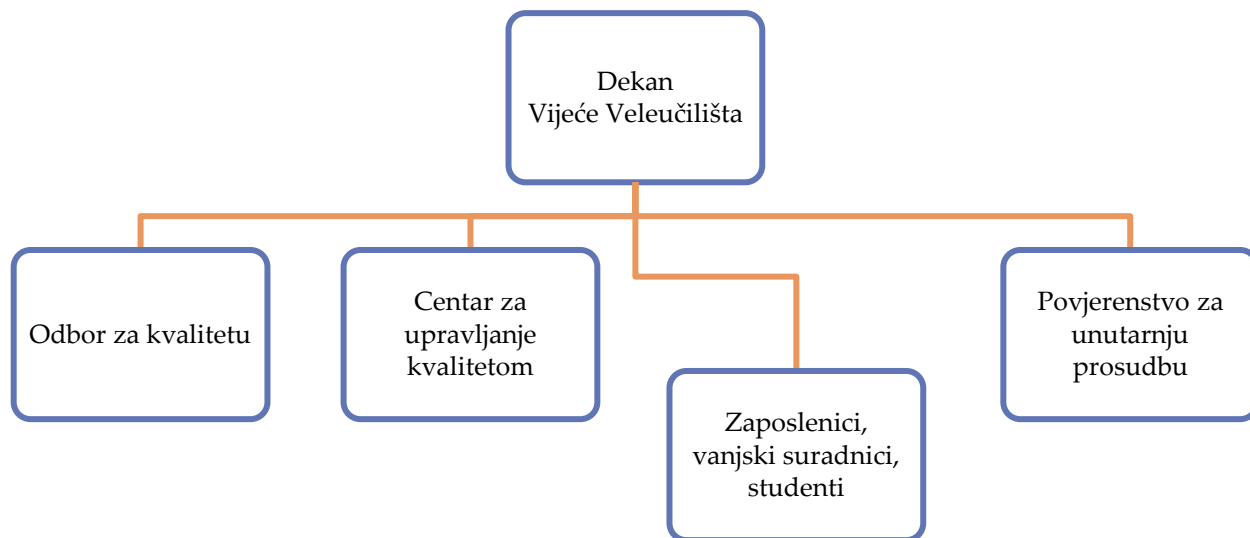 Dekan
Vijeće Veleučilišta
Odbor za kvalitetu
Centar za
upravljanje
kvalitetom
Zaposlenici,
vanjski suradnici,
studenti
Povjerenstvo za
unutarnju
prosudbu